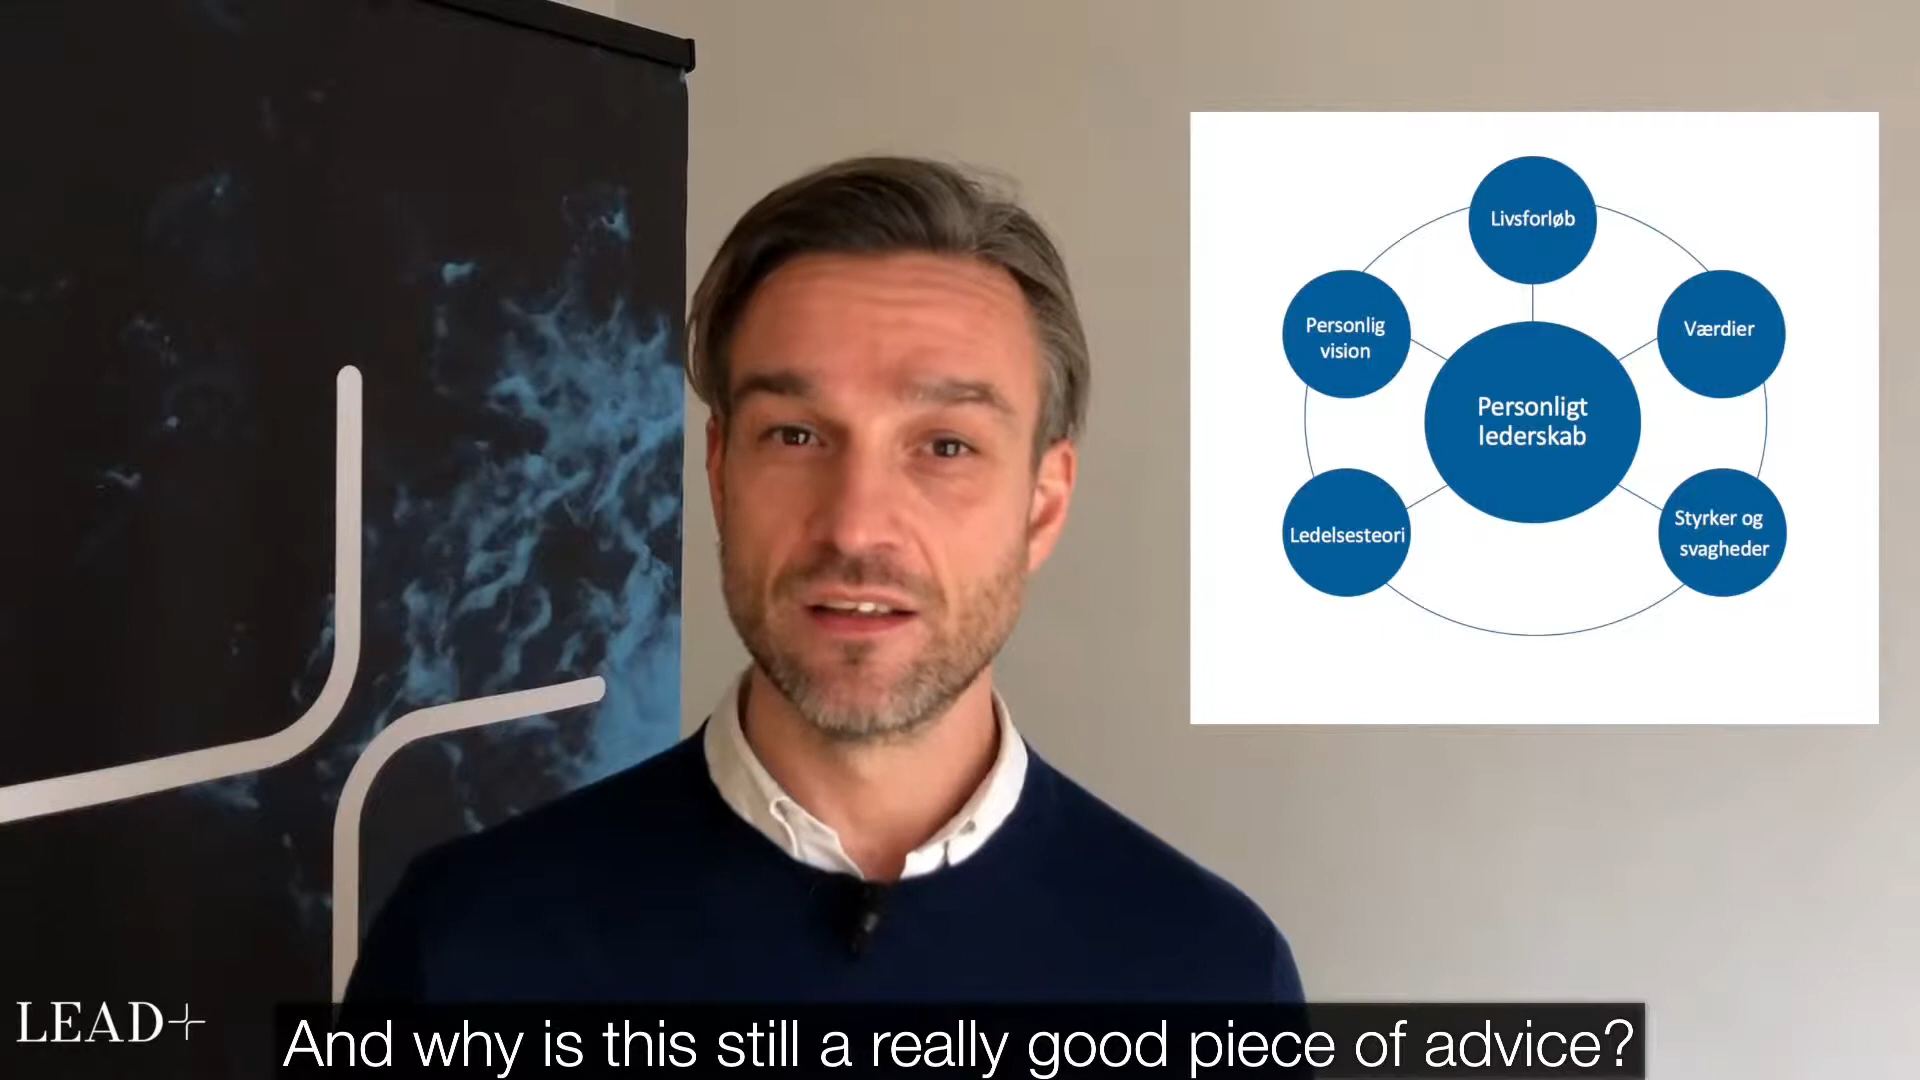 Livsforløb
Personlig
vision
Værdier
Personligt
lederskab
Ledelsesteori
Styrker og
svagheder
LEAD+
And why is this still a really good piece of advice?